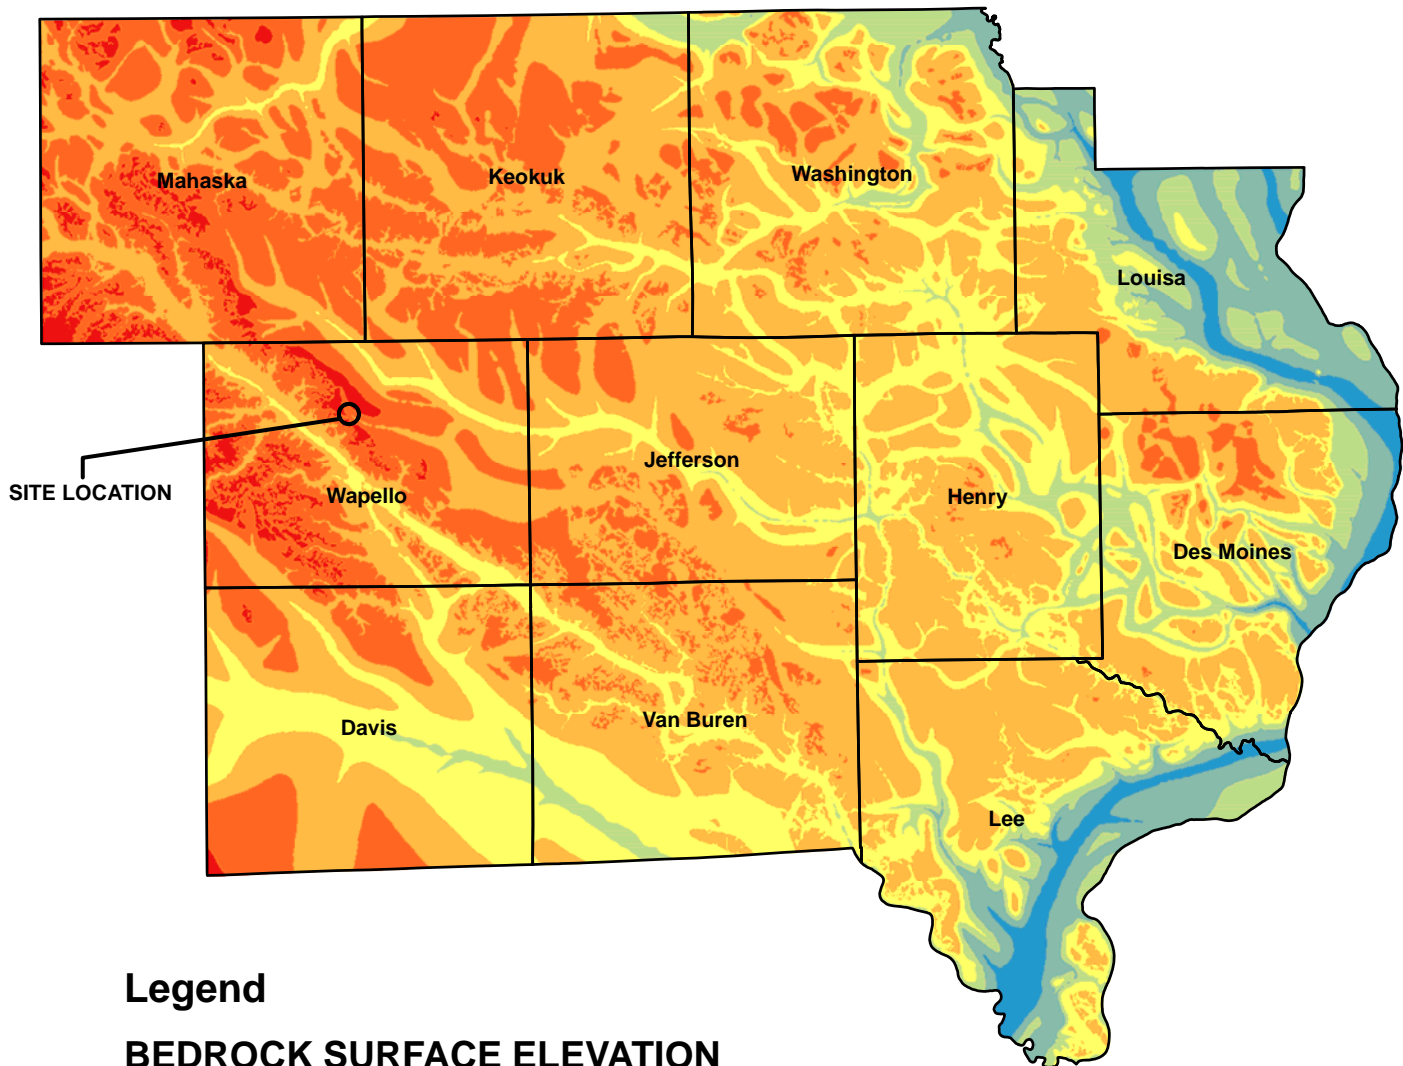 Mahaska
Keokuk
Washington
Louisa
Jefferson
SITE LOCATION
Wapello
Henry
Des Moines
Davis
Van Buren
Lee
Legend
BEDROCK SURFACE ELEVATION